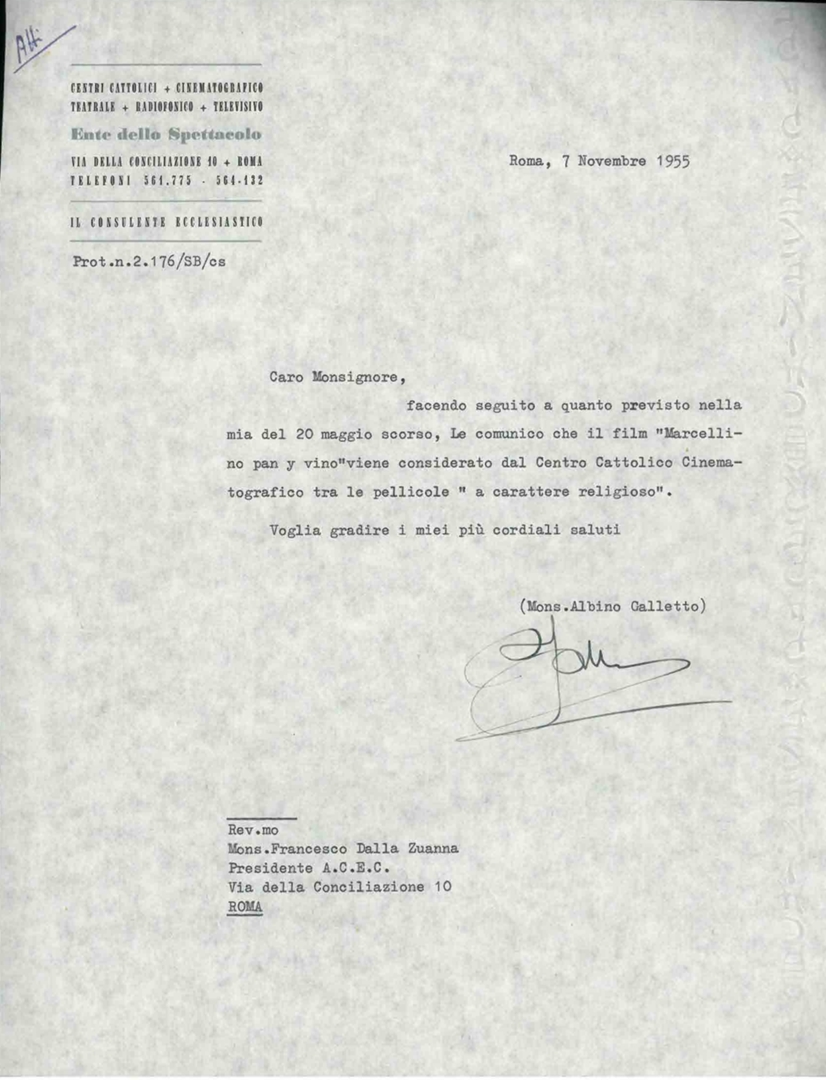 Atti
CENTRI CATTOLICI + CINEMATOGRAFICO
TEATRALE + RADIOFONICO + TELEVISIVO
Ente dello Spettacolo
VIA DELLA CONCILIAZIONE 10 + ROMA
TELEFONI 561.775 - 564-132
IL CONSULENTE ECCLESIASTICO
Prot.n.2.176/SB/cs
Roma, 7 Novembre 1955
Caro Monsignore,
facendo seguito a quanto previsto nella
mia del 20 maggio scorso, Le comunico che il film "Marcelli-
no pan y vino"viene considerato dal Centro Cattolico Cinema-
tografico tra le pellicole " a carattere religioso".
Voglia gradire i miei più cordiali saluti
(Mons.Albino Galletto)
Rev.mo
Mons.Francesco Dalla Zuanna
Presidente A.C.E.C.
Via della Conciliazione 10
ROMA